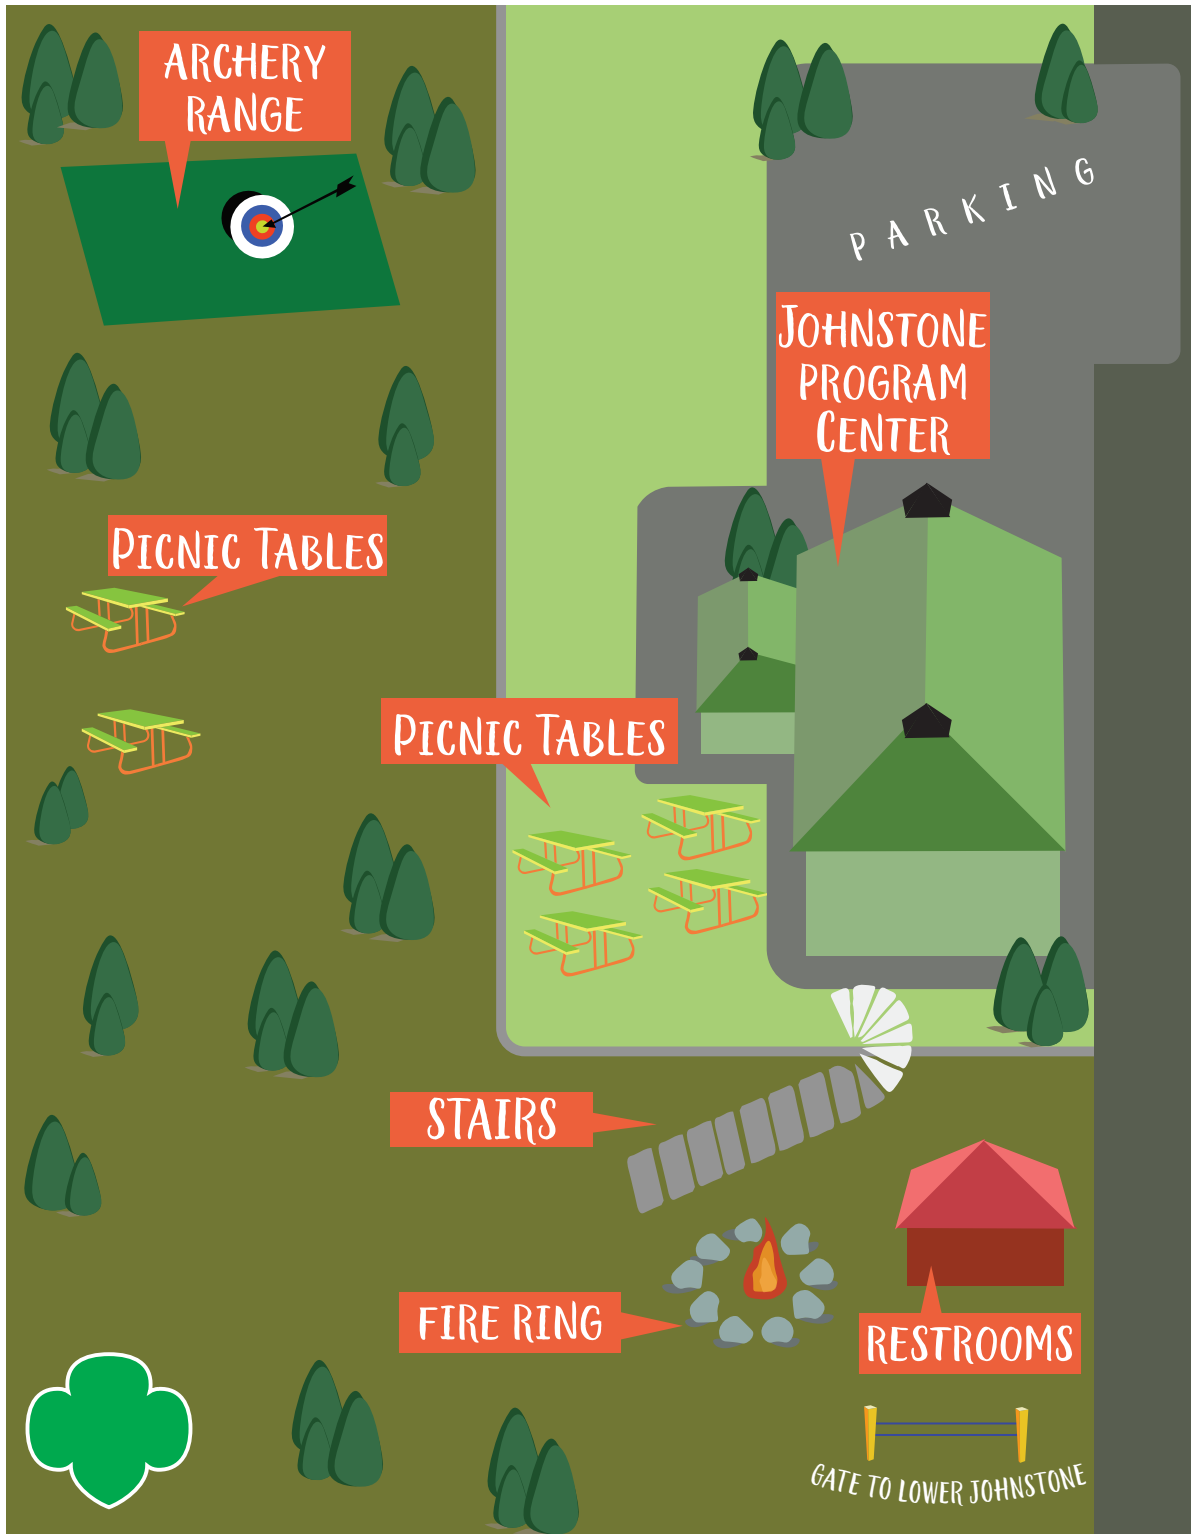 ARCHERY
RANGE
PARKING
JOHNSTONE
PROGRAM
CENTER
PICNIC TABLES
PICNIC TABLES
STAIRS
FIRE RING
RESTROOMS
GATE TO LOWER JOHNSTONE